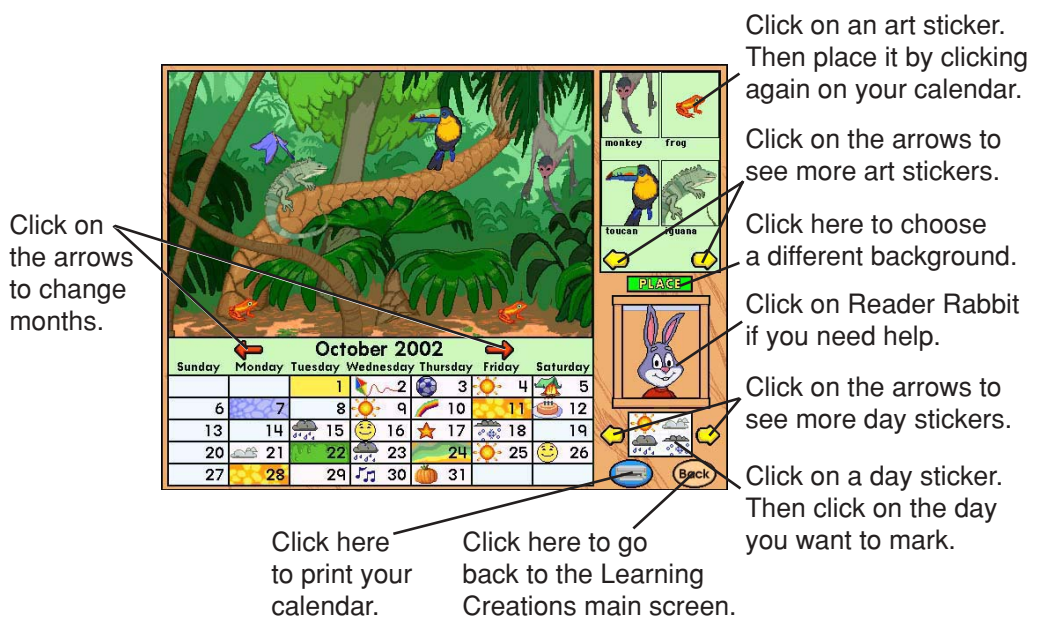 Click on an art sticker.
Then place it by clicking
again on your calendar.
monkey frog
Click on the arrows to
see more art stickers.
toucan iguana
Click on
the arrows
to change
months.
Click here to choose
a different background.
PLACE
Click on Reader Rabbit
if you need help.
October 2002
Sunday Monday Tuesday Wednesday Thursday Friday Saturday
1 2 3 4 5
6 7 8 9 10 11 12
13 14 15 16 17 18 19
20 21 22 23 24 25 26
27 28 29 30 31
Click on the arrows to
see more day stickers.
Back
Click on a day sticker.
Then click on the day
you want to mark.
Click here
to print your
calendar.
Click here to go
back to the Learning
Creations main screen.